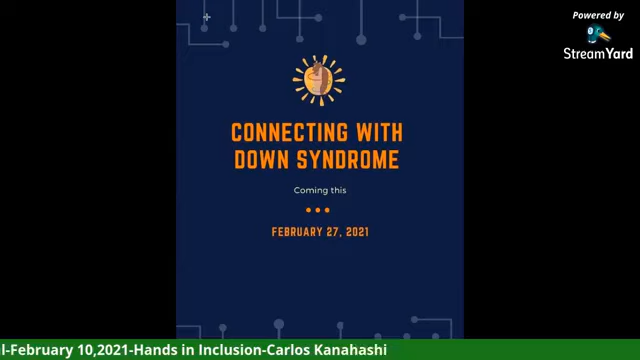 Powered by
StreamYard
CONNECTING WITH
DOWN SYNDROME
Coming this
FEBRUARY 27, 2021
-February 10,2021-Hands in Inclusion-Carlos Kanahashi